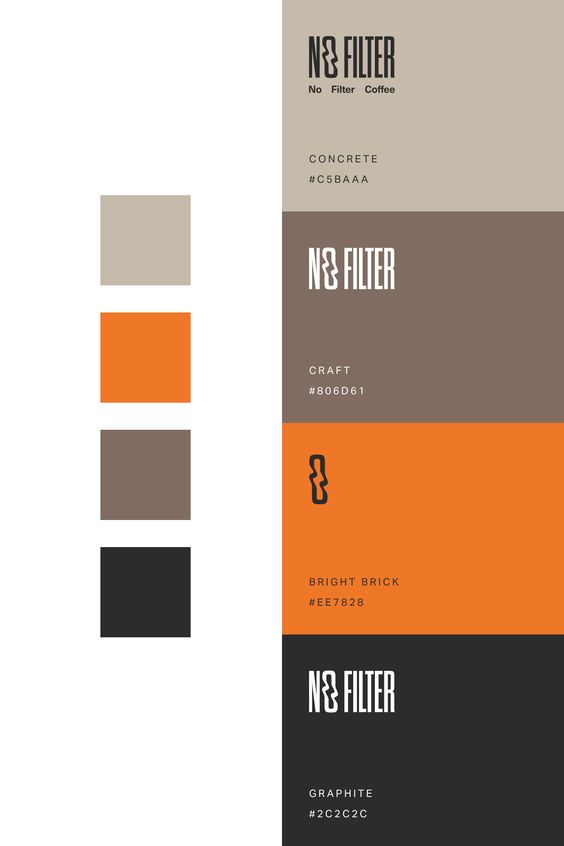 NO FILTER
No Filter Coffee
CONCRETE
#C5BAAA
NO FILTER
CRAFT
#806D61
BRIGHT BRICK
#EE7828
NO FILTER
GRAPHITE
#2C2C2C